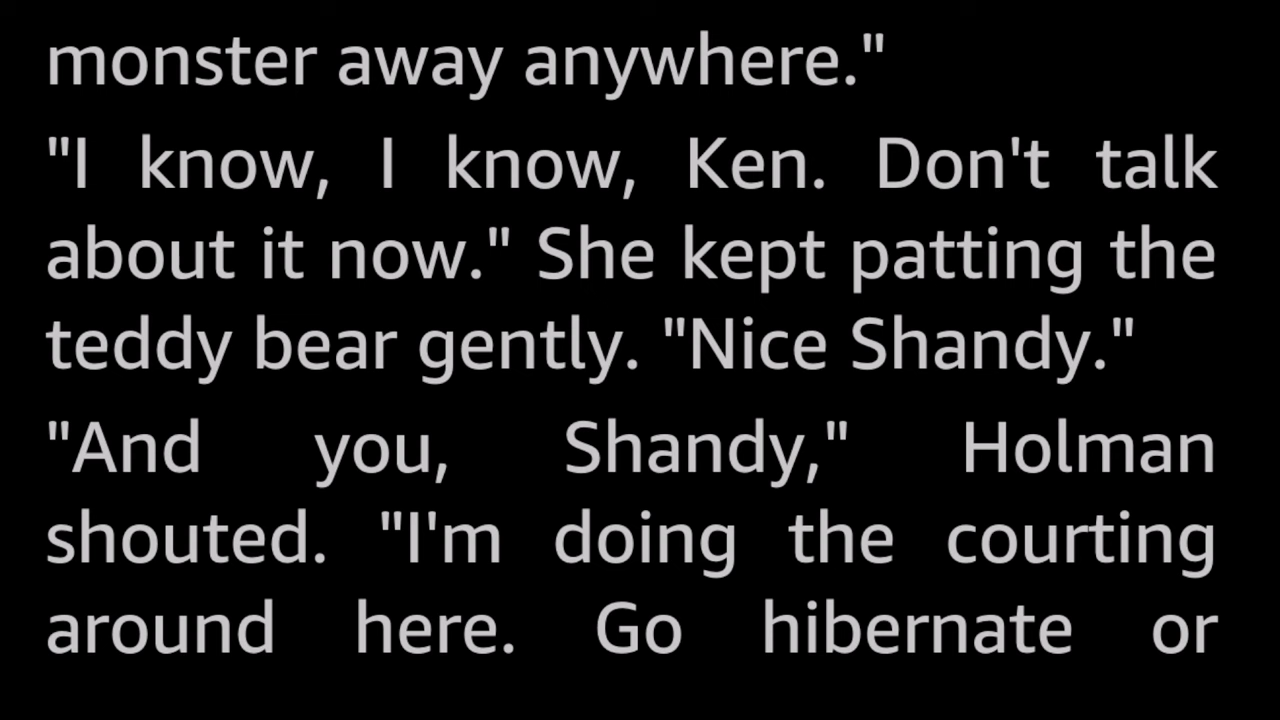 monster away anywhere."
"I know, I know, Ken. Don't talk
about it now." She kept patting the
teddy bear gently. "Nice Shandy."
"And you, Shandy," Holman
shouted. "I'm doing the courting
around here. Go hibernate or